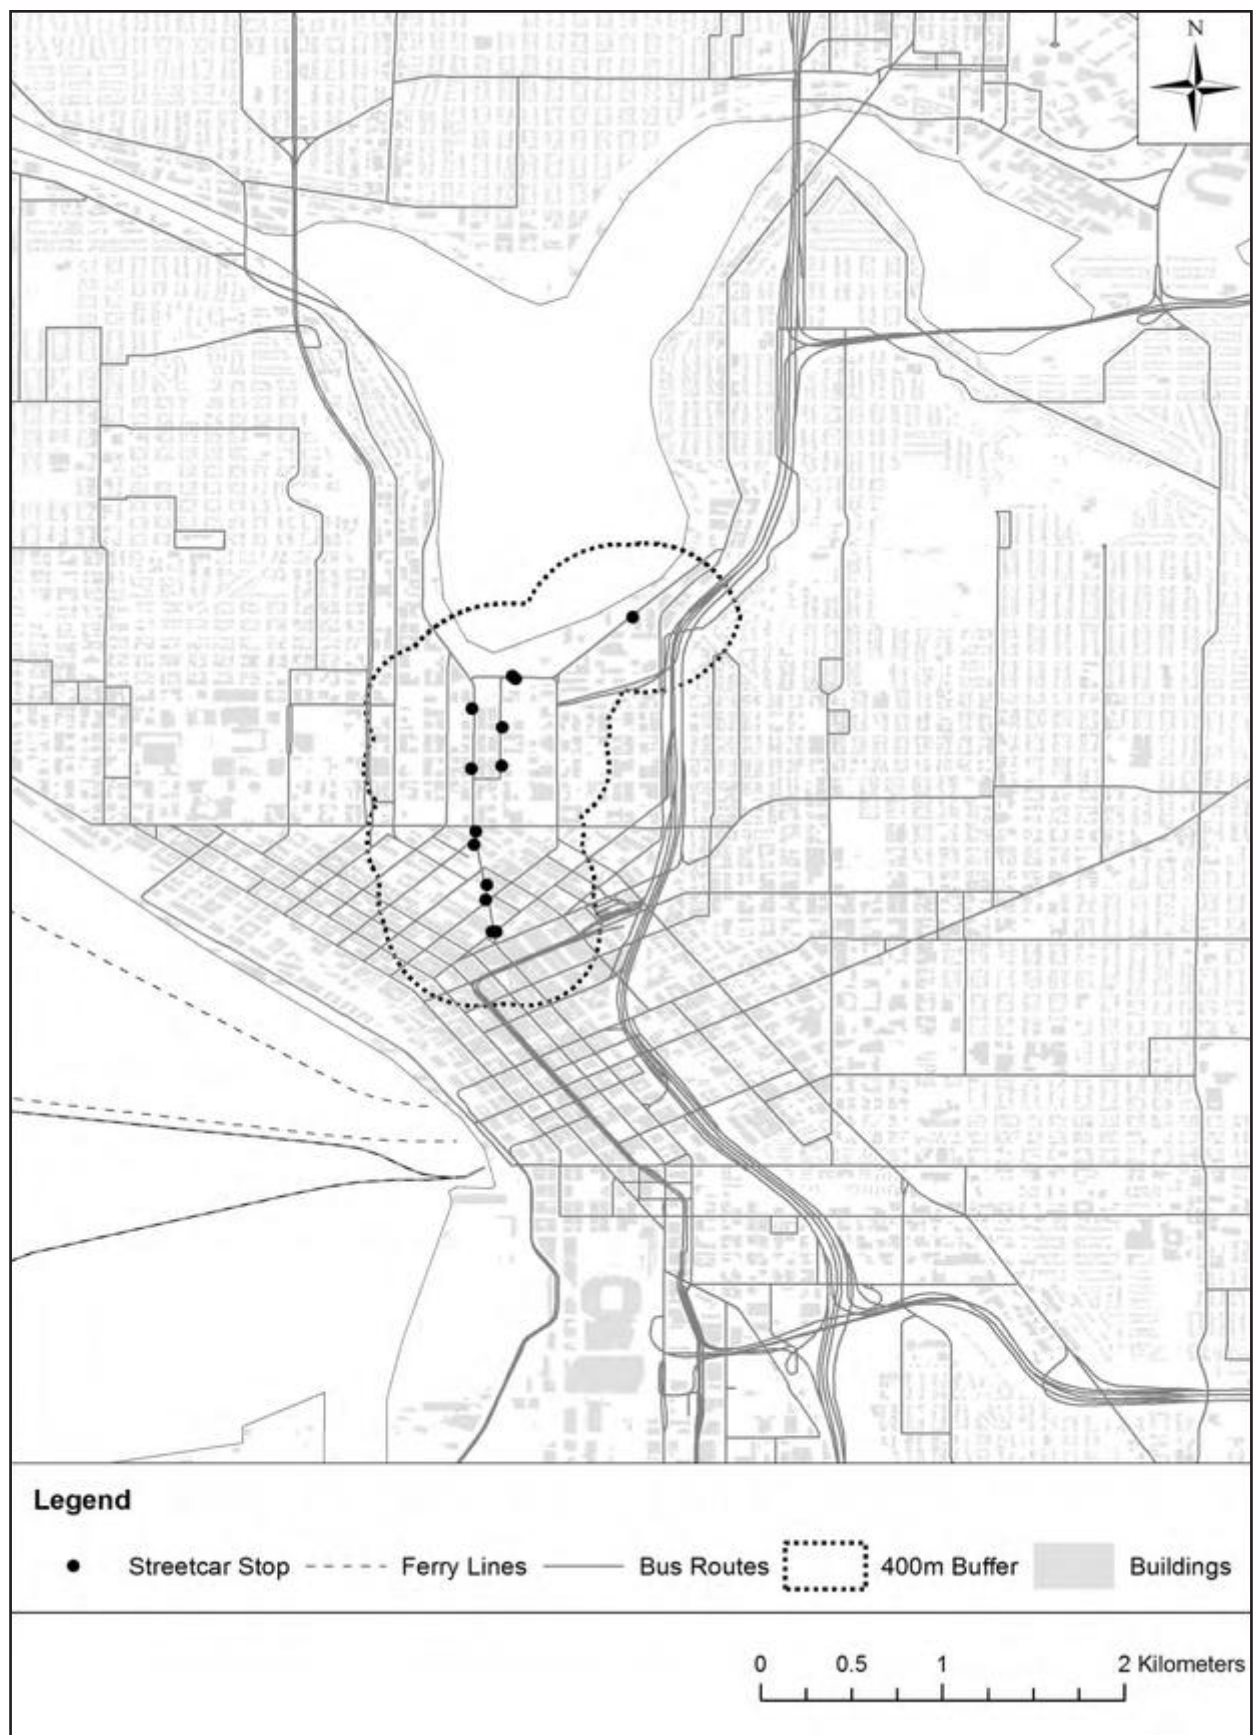 N
Legend
Streetcar Stop Ferry Lines Bus Routes 400m Buffer Buildings
0 0.5 1 2 Kilometers